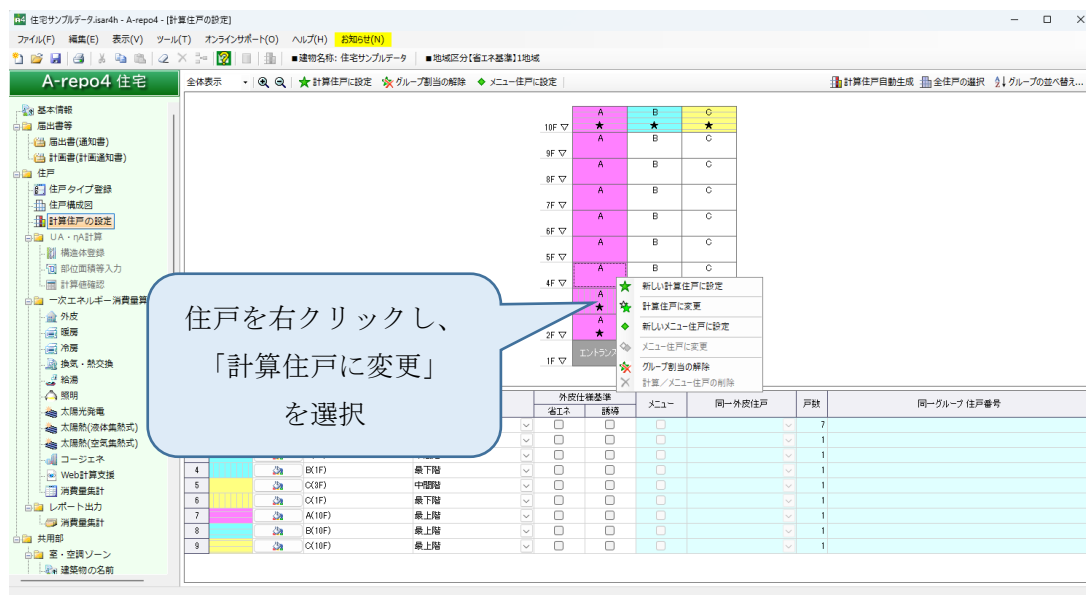 住宅サンプルデータ.isar4h - A-repo4 - [計算住戸の設定]
ファイル(F) 編集(E) 表示(V) ツール(T) オンラインサポート(O) ヘルプ(H) お知らせ(N)
■建物名称: 住宅サンプルデータ ■地域区分【省エネ基準】1地域
A-repo4 住宅
全体表示 計算住戸に設定 グループ割当の解除 メニュー住戸に設定 計算住戸自動生成 全住戸の選択 グループの並べ替え...
基本情報
届出書等
届出書(通知書)
計画書(計画通知書)
住戸
住戸タイプ登録
住戸構成図
計算住戸の設定
UA・ηA計算
構造体登録
部位面積等入力
計算値確認
一次エネルギー消費量算
外皮
暖房
冷房
換気・熱交換
給湯
照明
太陽光発電
太陽熱(液体集熱式)
太陽熱(空気集熱式)
コージェネ
Web計算支援
消費量集計
レポート出力
消費量集計
共用部
室・空調ゾーン
建築物の名前
A B C
10F ▽ ★ ★ ★
A B C
9F ▽
A B C
8F ▽
A B C
7F ▽
A B C
6F ▽
A B C
5F ▽
A B C
4F ▽
A
★
A
2F ▽ ★
1F ▽ エントランス
新しい計算住戸に設定
計算住戸に変更
新しいメニュー住戸に設定
メニュー住戸に変更
グループ割当の解除
計算/メニュー住戸の削除
住戸を右クリックし、
「計算住戸に変更」
を選択
外皮仕様基準 メニュー 同一外皮住戸 戸数 同一グループ 住戸番号
省エネ 誘導
7
1
1
4 B(1F) 最下階 1
5 C(3F) 中間階 1
6 C(1F) 最下階 1
7 A(10F) 最上階 1
8 B(10F) 最上階 1
9 C(10F) 最上階 1